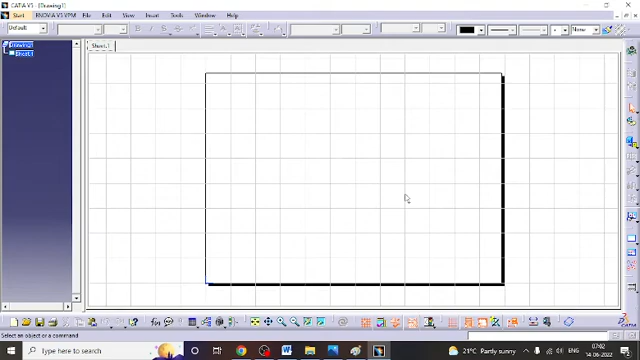 CATIA V5 - [Drawing1]
Start ENOVIA V5 VPM File Edit View Insert Tools Window Help
Default
None
Drawing1
Sheet.1
Sheet.1
Select an object or a command
CATIA
Type here to search
21°C Partly sunny
ENG
07:02
14-06-2022